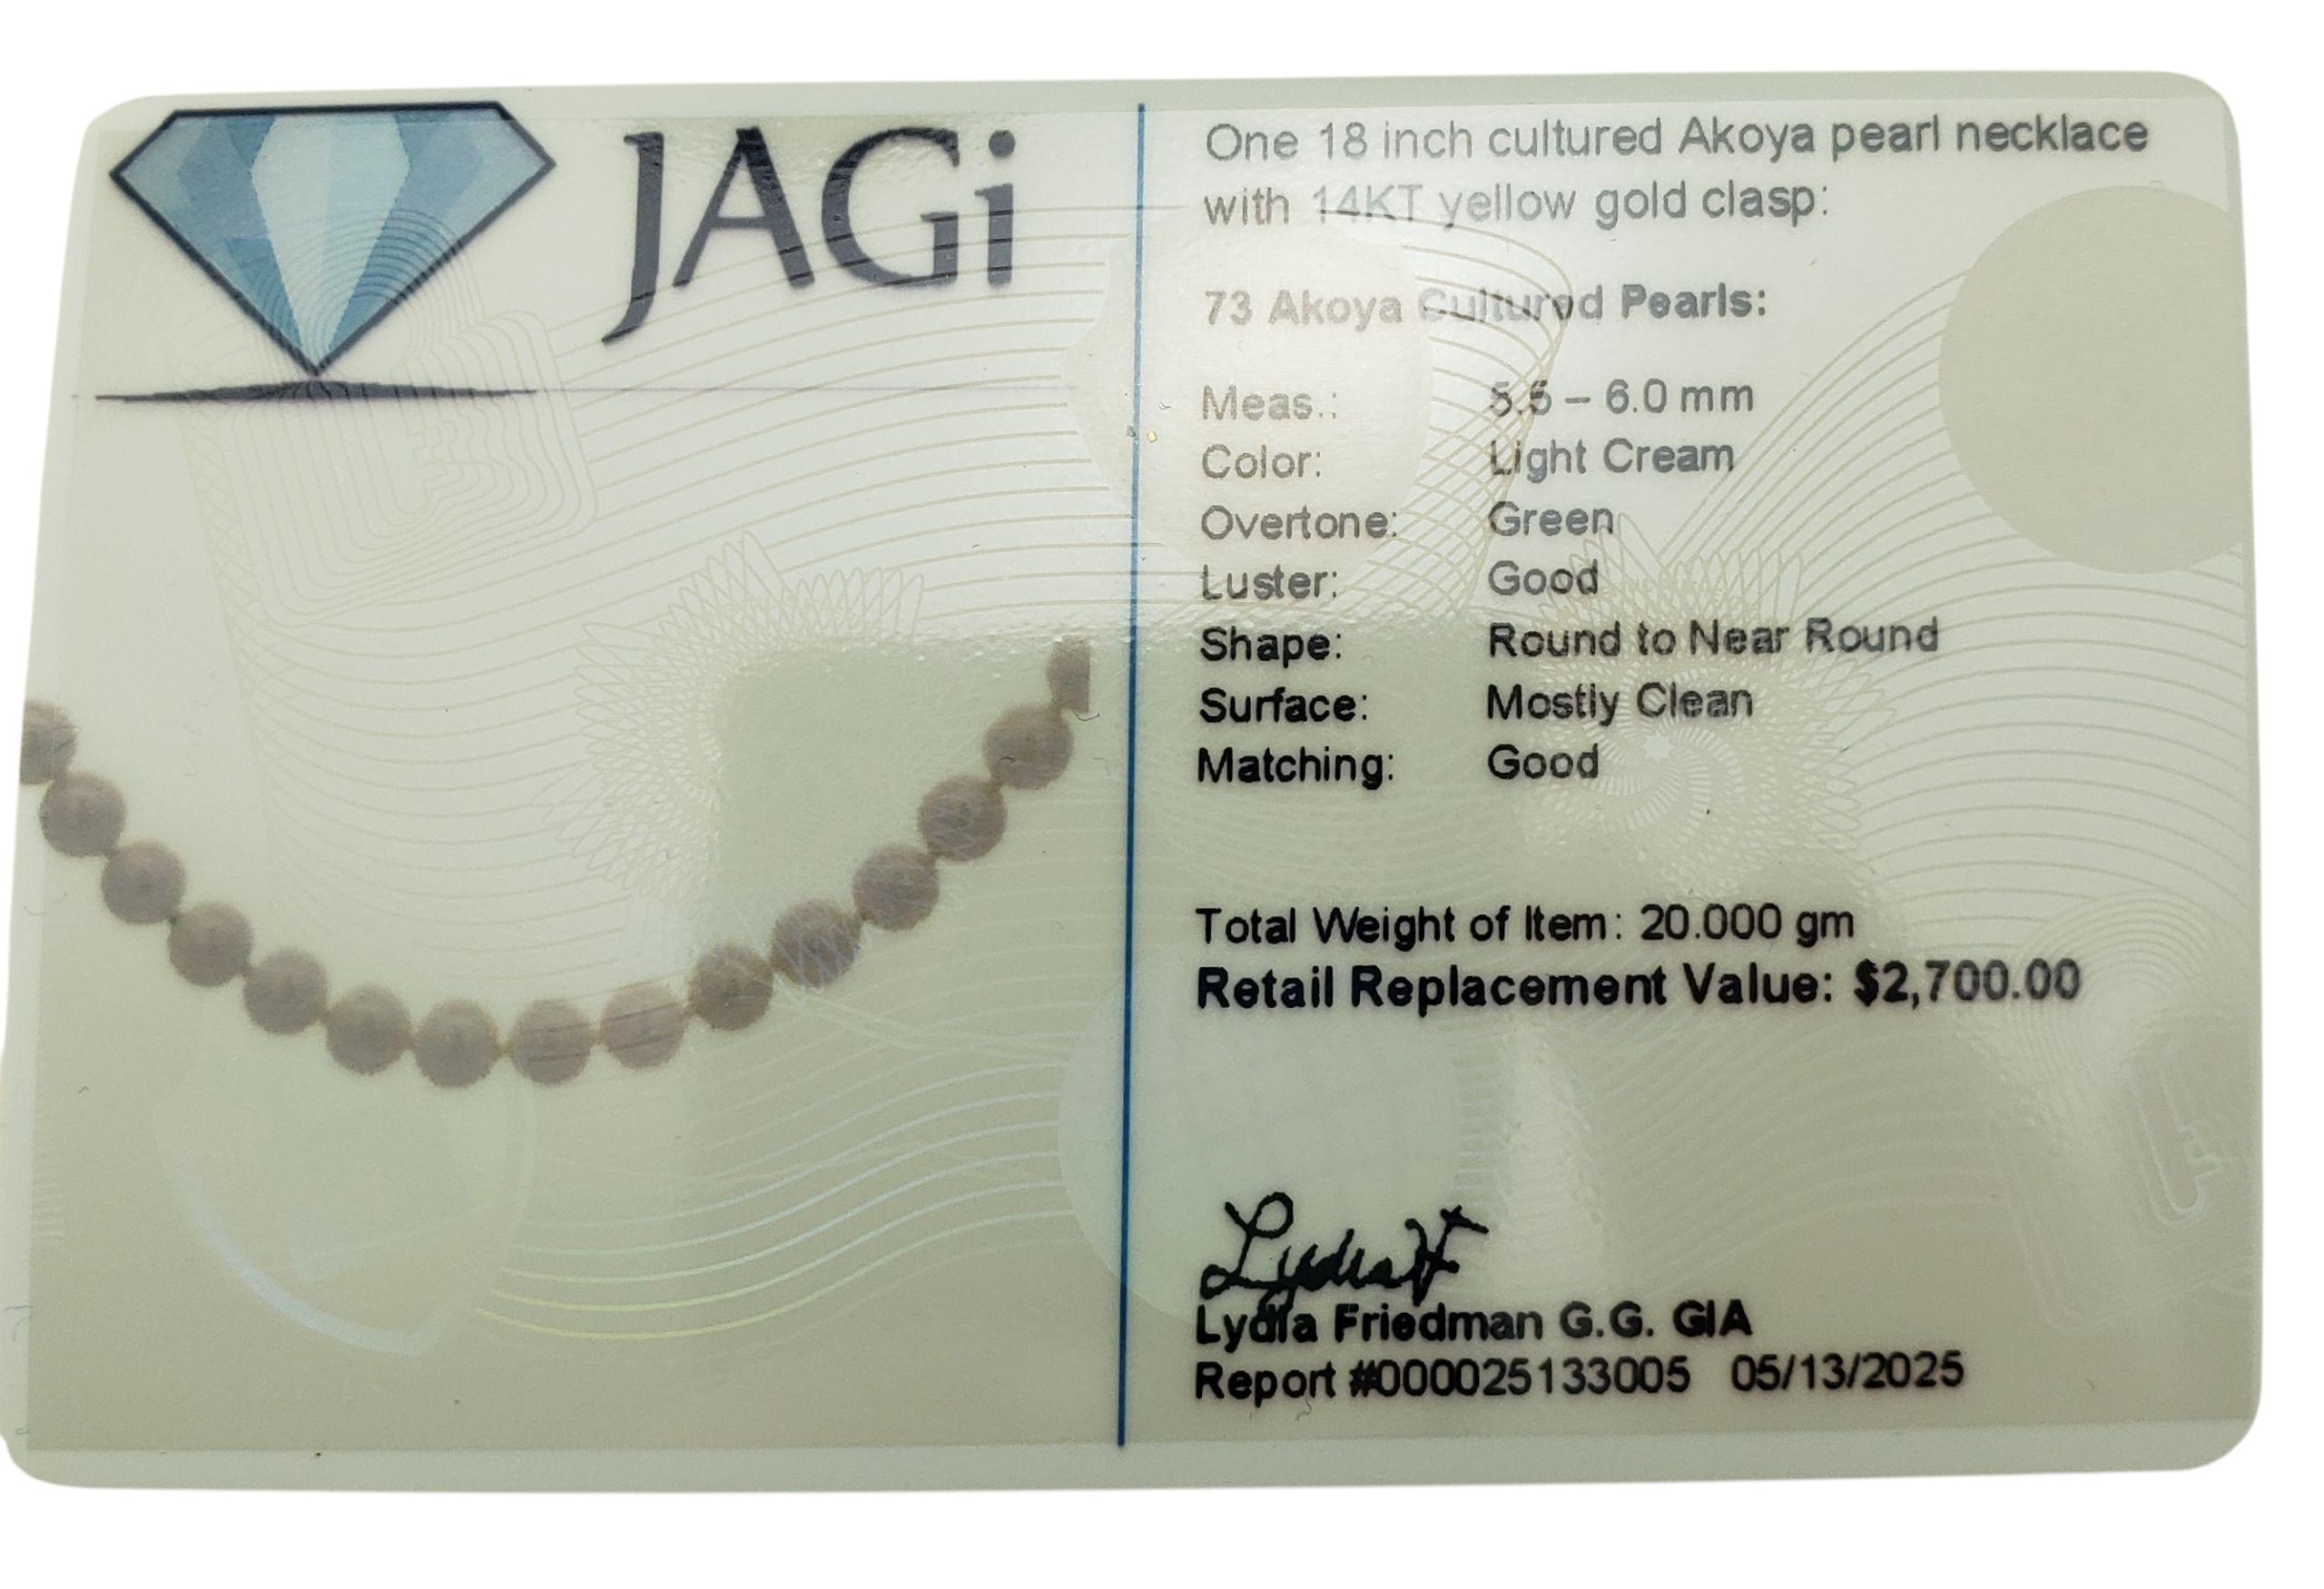 JAGi
One 18 inch cultured Akoya pearl necklace
with 14KT yellow gold clasp:
73 Akoya Cultured Pearls:
Meas.: 5.5 – 6.0 mm
Color: Light Cream
Overtone: Green
Luster: Good
Shape: Round to Near Round
Surface: Mostly Clean
Matching: Good
Total Weight of Item: 20.000 gm
Retail Replacement Value: $2,700.00
Lydia F
Lydia Friedman G.G. GIA
Report #000025133005 05/13/2025